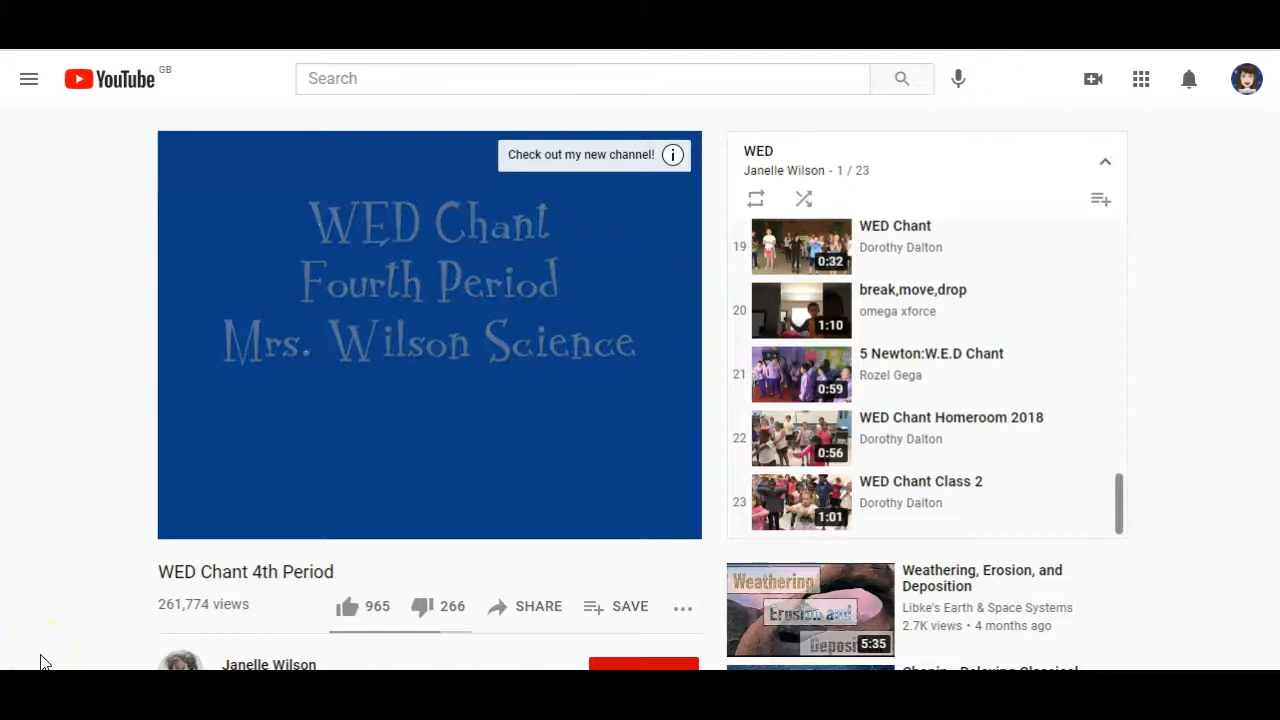 YouTube GB
Search
Check out my new channel!
WED Chant
Fourth Period
Mrs. Wilson Science
WED
Janelle Wilson - 1 / 23
19
0:32
WED Chant
Dorothy Dalton
20
1:10
break,move,drop
omega xforce
21
0:59
5 Newton:W.E.D Chant
Rozel Gega
22
0:56
WED Chant Homeroom 2018
Dorothy Dalton
23
1:01
WED Chant Class 2
Dorothy Dalton
WED Chant 4th Period
261,774 views
965
266
SHARE
SAVE
Janelle Wilson
Weathering
Erosion and
5:35
Weathering, Erosion, and
Deposition
Libke's Earth & Space Systems
2.7K views • 4 months ago